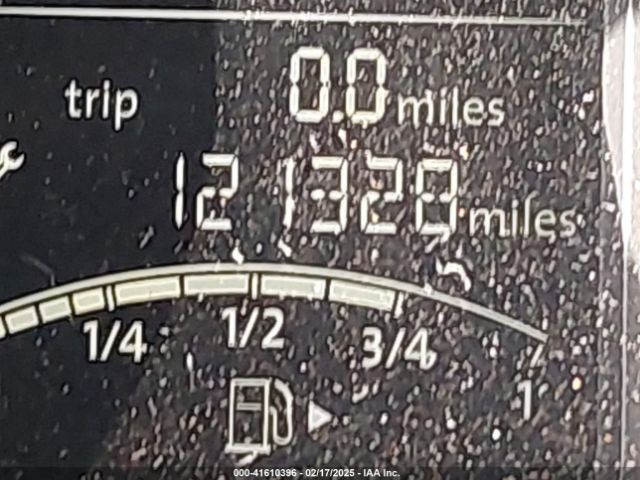 trip 0.0 miles
121328 miles
1/4 1/2 3/4 1
000-41610396 - 02/17/2025 - IAA Inc.